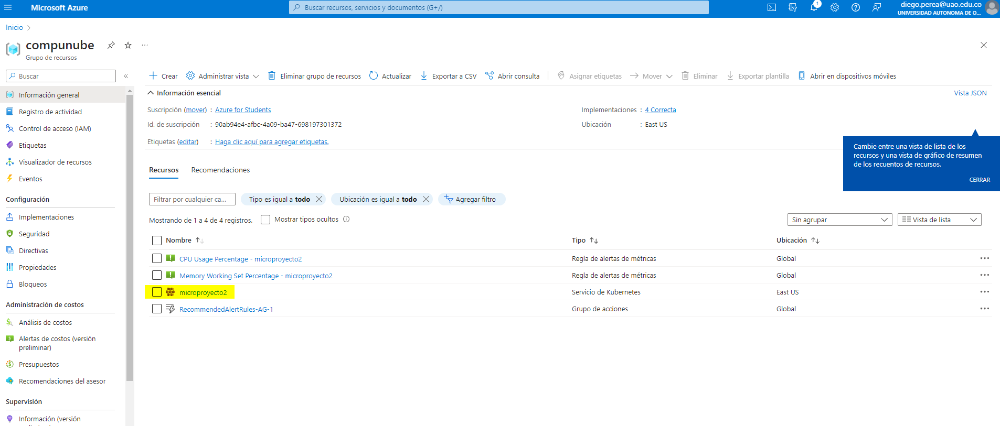 Microsoft Azure
Buscar recursos, servicios y documentos (G+/)
1
diego.perea@uao.edu.co
UNIVERSIDAD AUTONOMA DE O...
Inicio >
compunube
Grupo de recursos
Buscar
«
Crear
Administrar vista
Eliminar grupo de recursos
Actualizar
Exportar a CSV
Abrir consulta
Asignar etiquetas
Mover
Eliminar
Exportar plantilla
Abrir en dispositivos móviles
Información general
Registro de actividad
Control de acceso (IAM)
Etiquetas
Visualizador de recursos
Eventos
Configuración
Implementaciones
Seguridad
Directivas
Propiedades
Bloqueos
Administración de costos
Análisis de costos
Alertas de costos (versión
preliminar)
Presupuestos
Recomendaciones del asesor
Supervisión
Información (versión
Información esencial
Vista JSON
Suscripción (mover) : Azure for Students
Id. de suscripción : 90ab94e4-afbc-4a09-ba47-698197301372
Etiquetas (editar) : Haga clic aquí para agregar etiquetas.
Implementaciones : 4 Correcta
Ubicación : East US
Cambie entre una vista de lista de los
recursos y una vista de gráfico de resumen
de los recuentos de recursos.
CERRAR
Recursos
Recomendaciones
Filtrar por cualquier ca...
Tipo es igual a todo
Ubicación es igual a todo
Agregar filtro
Mostrando de 1 a 4 de 4 registros.
Mostrar tipos ocultos
Sin agrupar
Vista de lista
Nombre Tipo Ubicación
CPU Usage Percentage - microproyecto2 Regla de alertas de métricas Global
Memory Working Set Percentage - microproyecto2 Regla de alertas de métricas Global
microproyecto2 Servicio de Kubernetes East US
RecommendedAlertRules-AG-1 Grupo de acciones Global